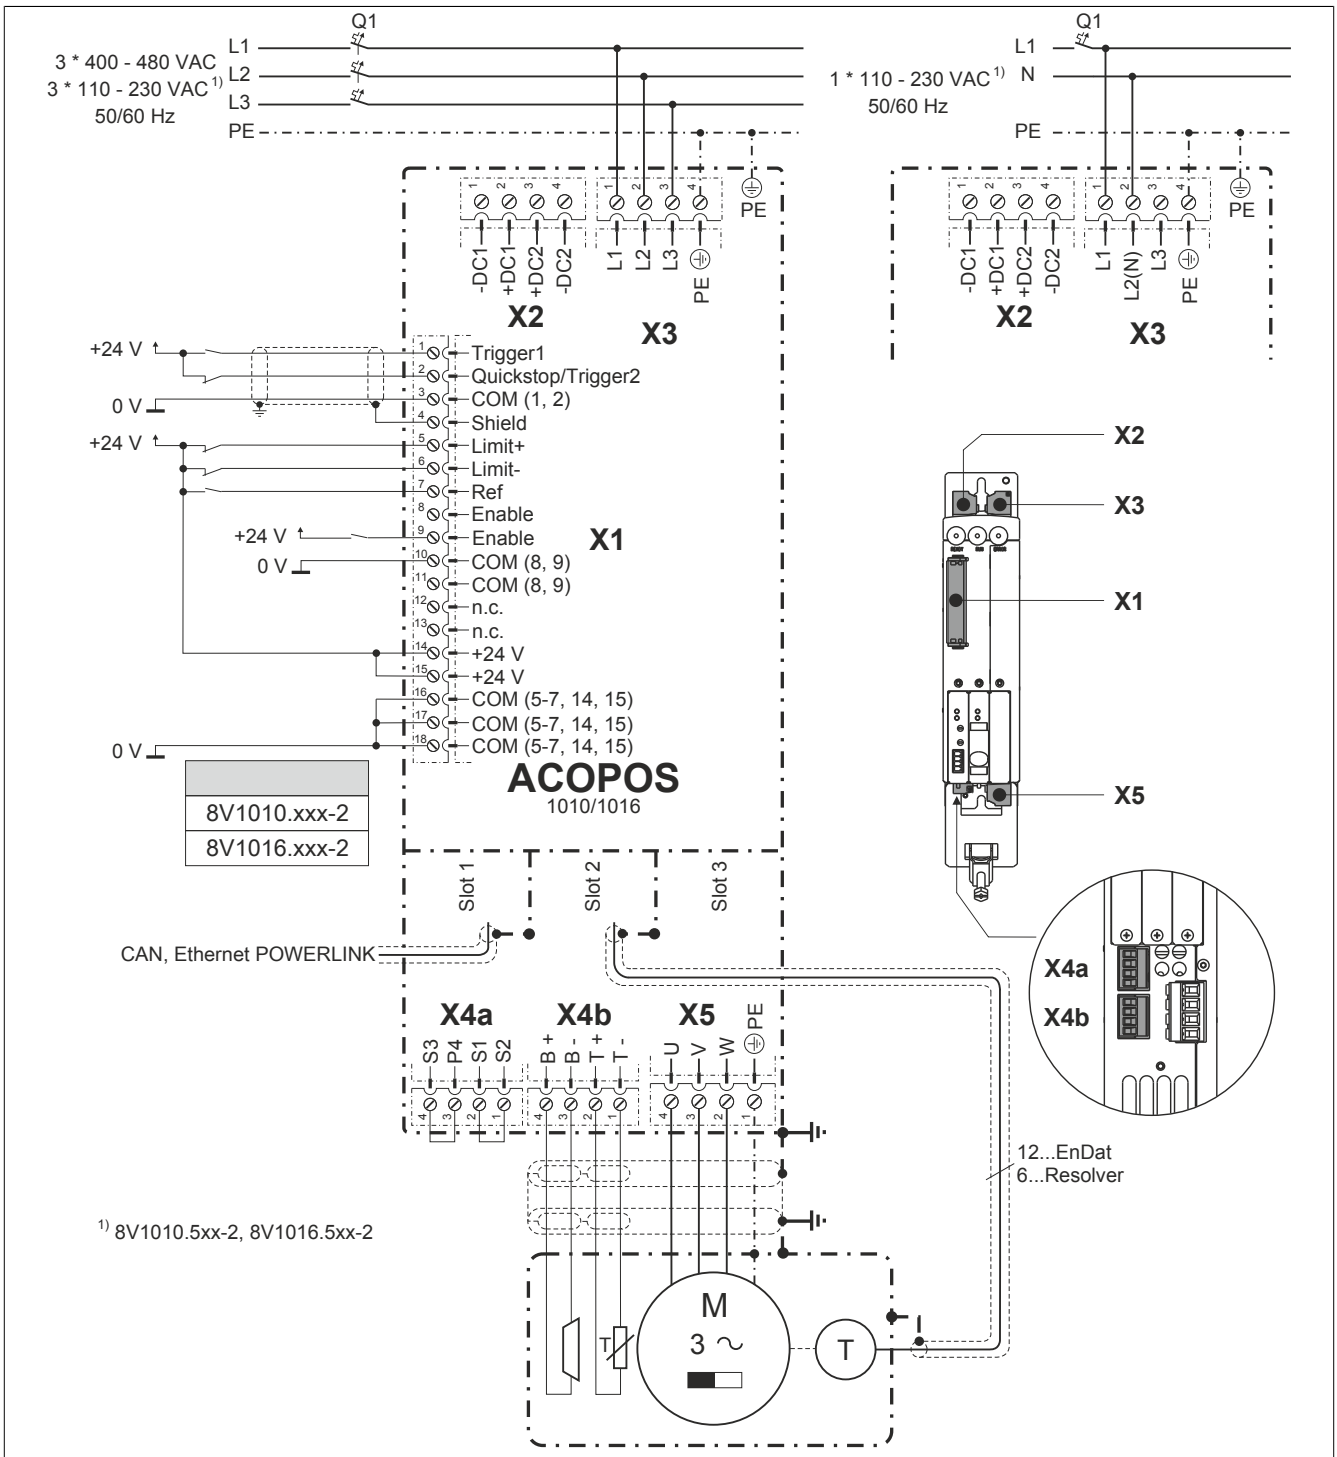 Q1
L1
3 * 400 - 480 VAC
L2
3 * 110 - 230 VAC 1)
L3
50/60 Hz
PE
Q1
L1
1 * 110 - 230 VAC 1)
N
50/60 Hz
PE
1 2 3 4
1 2 3 4
PE
-DC1
+DC1
+DC2
-DC2
L1
L2
L3
PE
X2
X3
1 2 3 4
1 2 3 4
PE
-DC1
+DC1
+DC2
-DC2
L1
L2(N)
L3
PE
X2
X3
+24 V
1 Trigger1
2 Quickstop/Trigger2
0 V
3 COM (1, 2)
4 Shield
+24 V
5 Limit+
6 Limit-
7 Ref
8 Enable
+24 V
9 Enable
X1
0 V
10 COM (8, 9)
11 COM (8, 9)
12 n.c.
13 n.c.
14 +24 V
15 +24 V
16 COM (5-7, 14, 15)
17 COM (5-7, 14, 15)
0 V
18 COM (5-7, 14, 15)
ACOPOS
1010/1016
8V1010.xxx-2
8V1016.xxx-2
X2
X3
READY RUN ERROR
X1
X5
X4a
X4b
Slot 1
Slot 2
Slot 3
CAN, Ethernet POWERLINK
X4a
X4b
X5
S3
P4
S1
S2
B +
B -
T +
T -
U
V
W
PE
4 3 2 1
4 3 2 1
4 3 2 1
12...EnDat
6...Resolver
1) 8V1010.5xx-2, 8V1016.5xx-2
T
M
3
T